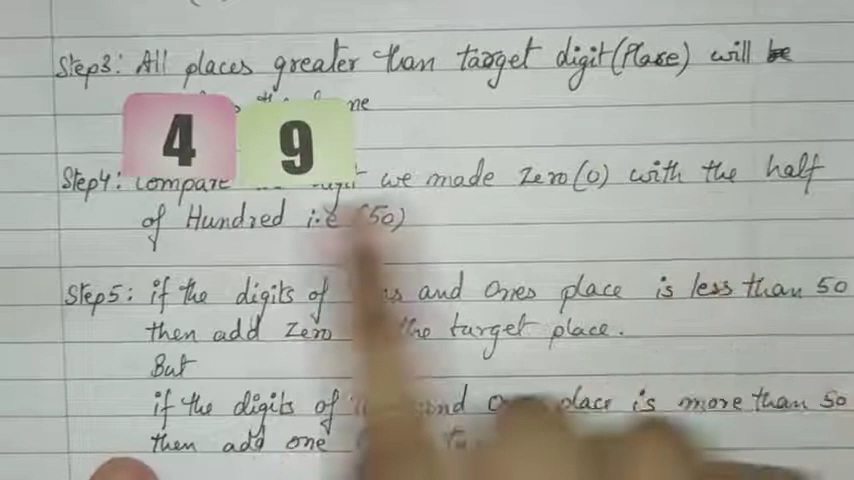 Step3: All places greater than target digit(Place) will be
4 9
Step4: Compare we made Zero(0) with the half
of Hundred i.e (50)
Step5: if the digits of and Ones place is less than 50
then add Zero the target place.
But
if the digits of and place is more than 50
then add one